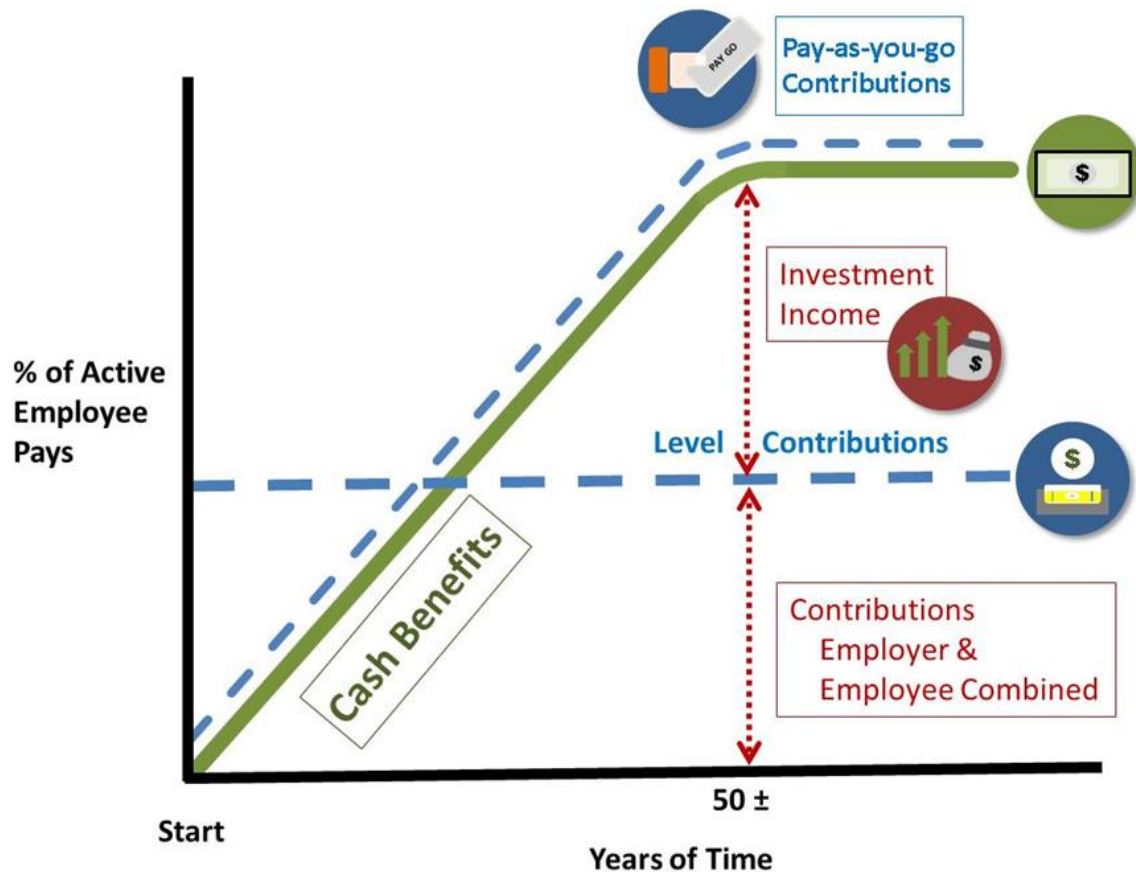 PAY GO
Pay-as-you-go
Contributions
$
Investment
Income
$
% of Active
Employee
Pays
Level Contributions
$
Cash Benefits
Contributions
Employer &
Employee Combined
50 ±
Start
Years of Time